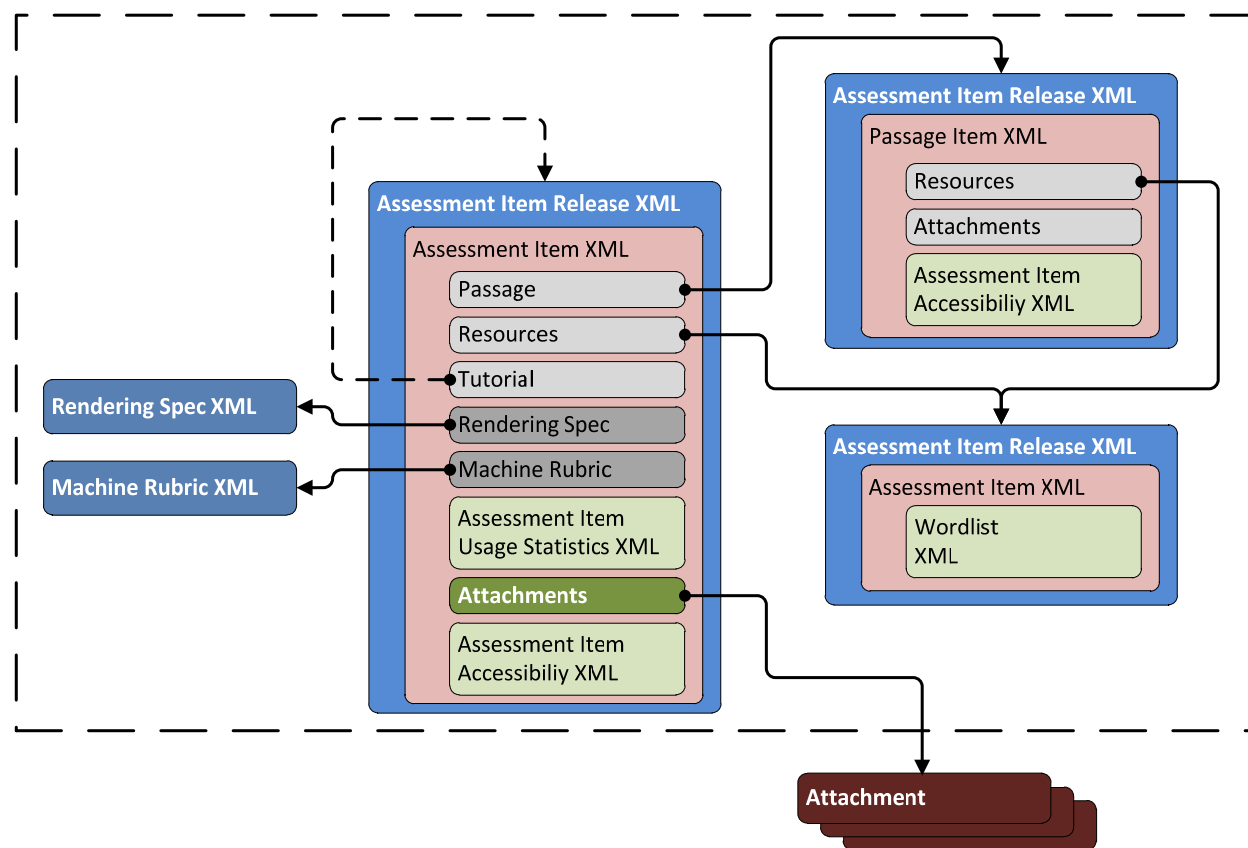 Assessment Item Release XML
Passage Item XML
Resources
Attachments
Assessment Item
Accessibiliy XML
Assessment Item Release XML
Assessment Item XML
Passage
Resources
Tutorial
Rendering Spec
Machine Rubric
Assessment Item
Usage Statistics XML
Attachments
Assessment Item
Accessibiliy XML
Rendering Spec XML
Machine Rubric XML
Assessment Item Release XML
Assessment Item XML
Wordlist
XML
Attachment